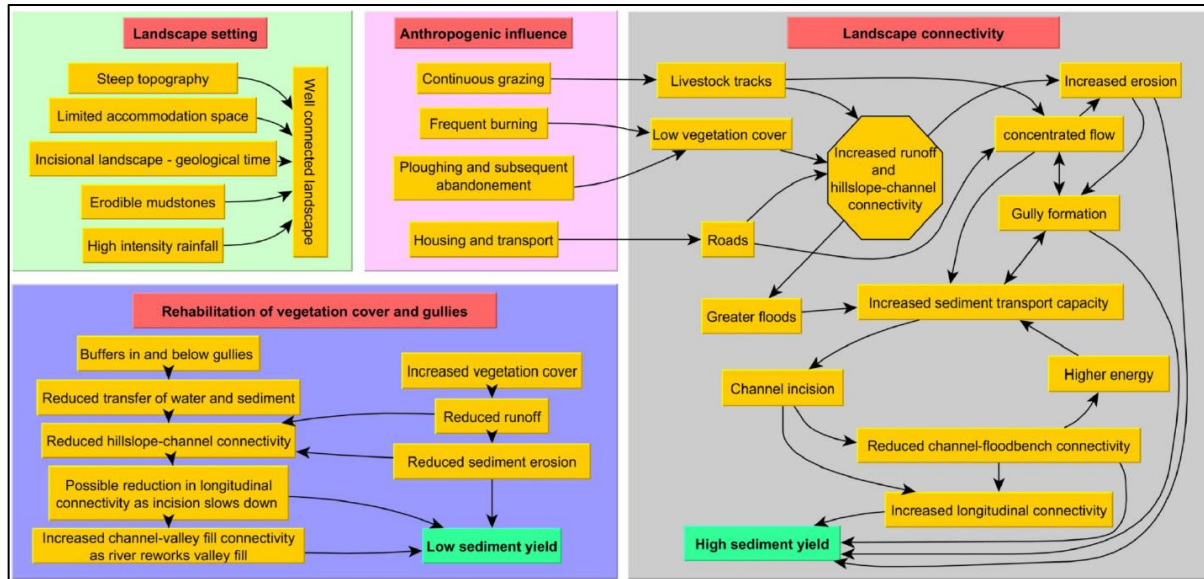 Landscape setting
Steep topography
Limited accommodation space
Incisional landscape - geological time
Erodible mudstones
High intensity rainfall
Well connected landscape
Anthropogenic influence
Continuous grazing
Frequent burning
Ploughing and subsequent
abandonement
Housing and transport
Landscape connectivity
Livestock tracks
Low vegetation cover
Roads
Increased runoff
and
hillslope-channel
connectivity
Increased erosion
concentrated flow
Gully formation
Greater floods
Increased sediment transport capacity
Channel incision
Higher energy
Reduced channel-floodbench connectivity
Increased longitudinal connectivity
High sediment yield
Rehabilitation of vegetation cover and gullies
Buffers in and below gullies
Reduced transfer of water and sediment
Reduced hillslope-channel connectivity
Possible reduction in longitudinal
connectivity as incision slows down
Increased channel-valley fill connectivity
as river reworks valley fill
Increased vegetation cover
Reduced runoff
Reduced sediment erosion
Low sediment yield